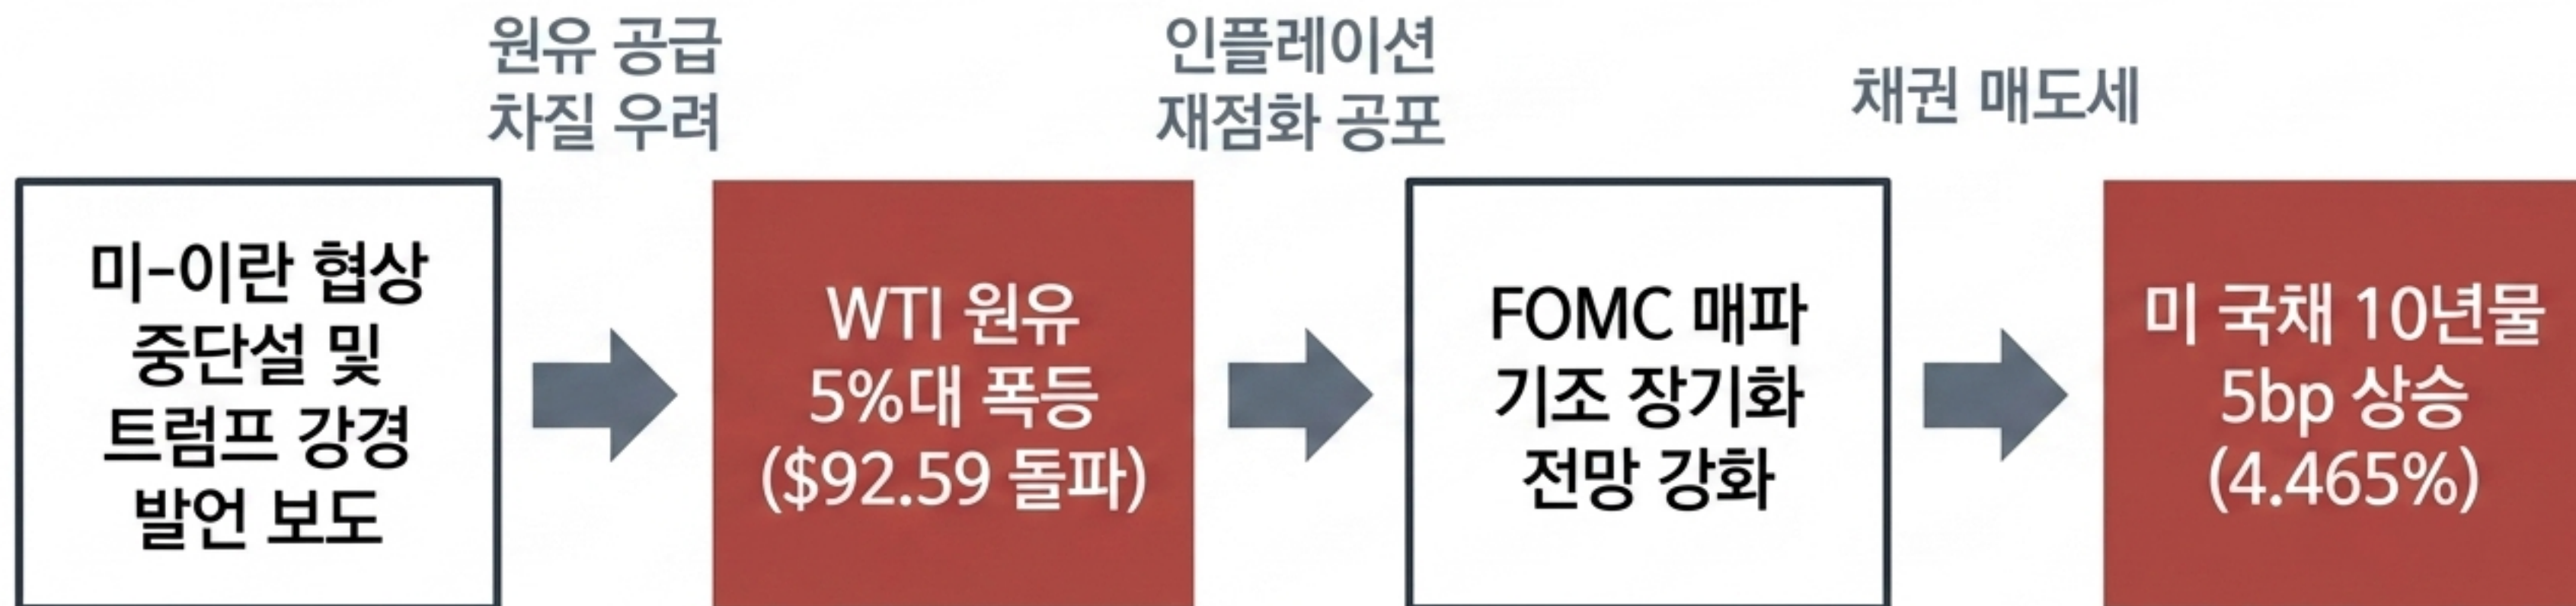 원유 공급
차질 우려
인플레이션
재점화 공포
채권 매도세
미-이란 협상
중단설 및
트럼프 강경
발언 보도
WTI 원유
5%대 폭등
($92.59 돌파)
FOMC 매파
기조 장기화
전망 강화
미 국채 10년물
5bp 상승
(4.465%)